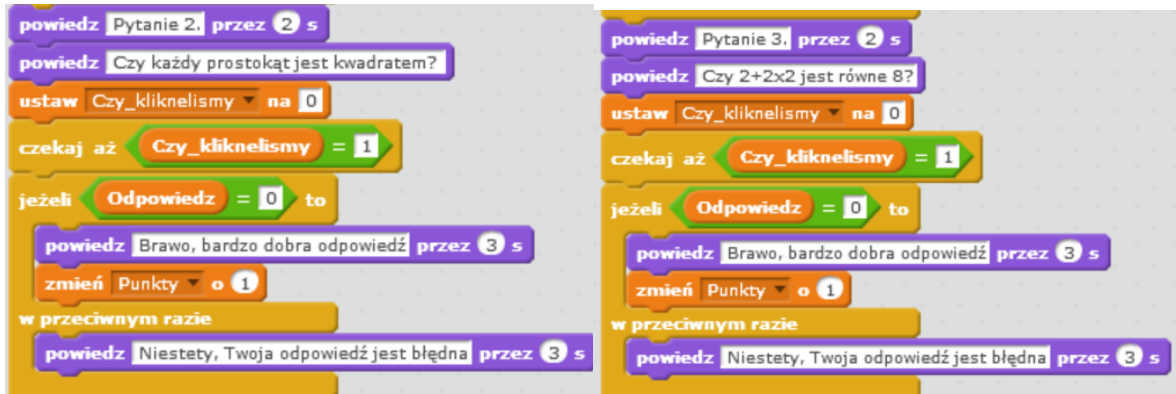 powiedz Pytanie 2. przez 2 s
powiedz Czy każdy prostokąt jest kwadratem?
ustaw Czy_kliknelismy na 0
czekaj aż Czy_kliknelismy = 1
jeżeli Odpowiedz = 0 to
powiedz Brawo, bardzo dobra odpowiedź przez 3 s
zmień Punkty o 1
w przeciwnym razie
powiedz Niestety, Twoja odpowiedź jest błędna przez 3 s
powiedz Pytanie 3. przez 2 s
powiedz Czy 2+2x2 jest równe 8?
ustaw Czy_kliknelismy na 0
czekaj aż Czy_kliknelismy = 1
jeżeli Odpowiedz = 0 to
powiedz Brawo, bardzo dobra odpowiedź przez 3 s
zmień Punkty o 1
w przeciwnym razie
powiedz Niestety, Twoja odpowiedź jest błędna przez 3 s